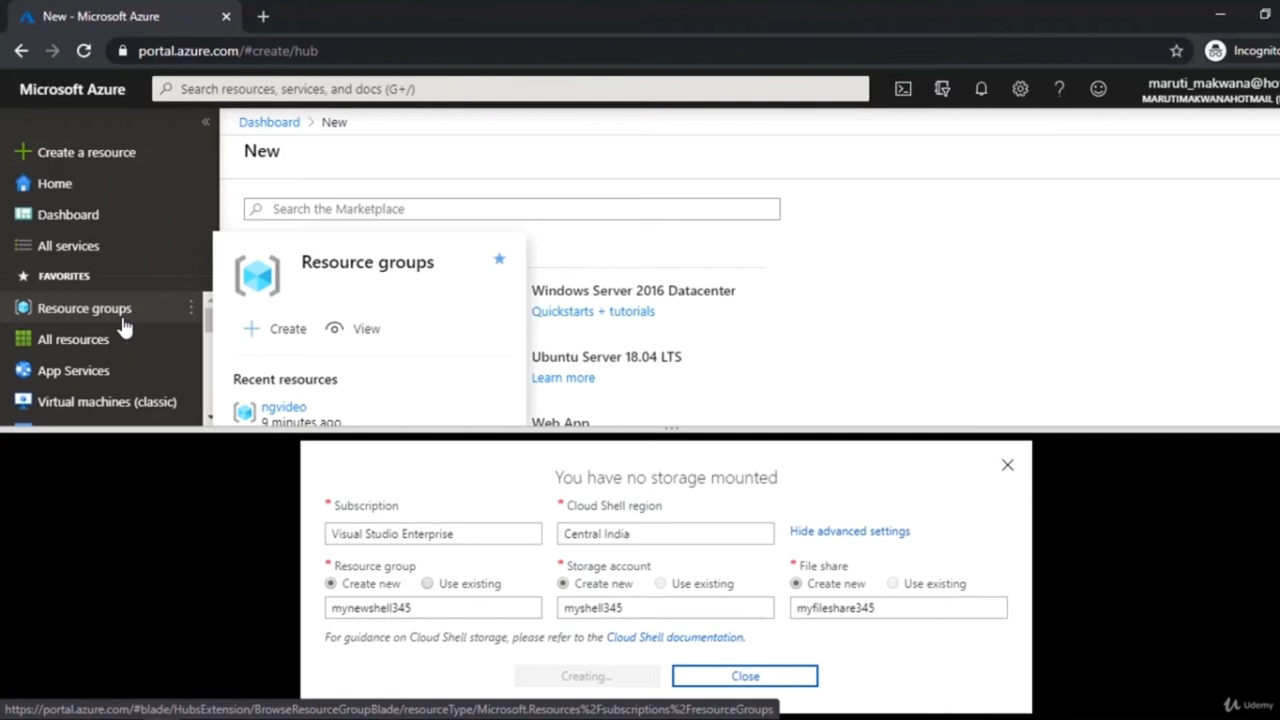 New - Microsoft Azure
portal.azure.com/#create/hub
Incognito
Microsoft Azure
Search resources, services, and docs (G+/)
maruti_makwana@ho
MARUTIMAKWANAHOTMAIL (
Create a resource
Home
Dashboard
All services
FAVORITES
Resource groups
All resources
App Services
Virtual machines (classic)
Dashboard > New
New
Search the Marketplace
Resource groups
Create
View
Recent resources
ngvideo
9 minutes ago
Windows Server 2016 Datacenter
Quickstarts + tutorials
Ubuntu Server 18.04 LTS
Learn more
Web App
You have no storage mounted
* Subscription
Visual Studio Enterprise
* Cloud Shell region
Central India
Hide advanced settings
* Resource group
Create new Use existing
mynewshell345
* Storage account
Create new Use existing
myshell345
* File share
Create new Use existing
myfileshare345
For guidance on Cloud Shell storage, please refer to the Cloud Shell documentation.
Creating...
Close
https://portal.azure.com/#blade/HubsExtension/BrowseResourceGroupBlade/resourceType/Microsoft.Resources%2Fsubscriptions%2FresourceGroups
Udemy